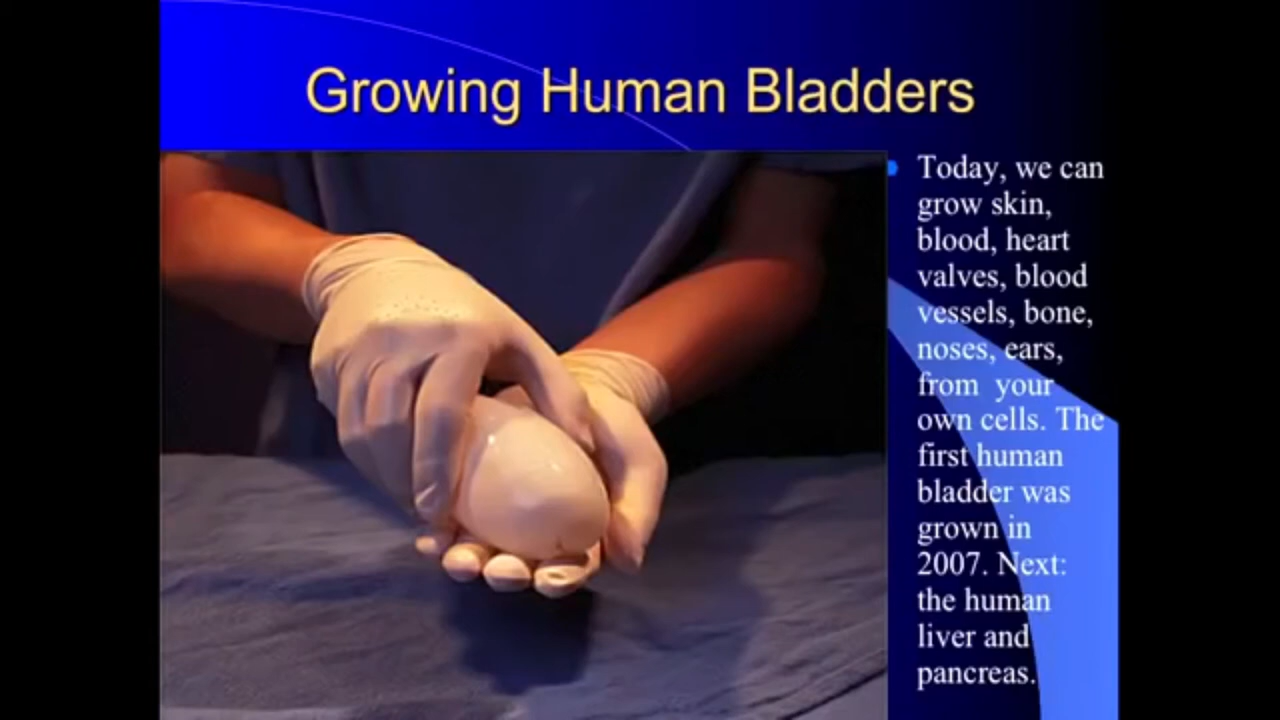 Growing Human Bladders
Today, we can
grow skin,
blood, heart
valves, blood
vessels, bone,
noses, ears,
from  your
own cells. The
first human
bladder was
grown in
2007. Next:
the human
liver and
pancreas.